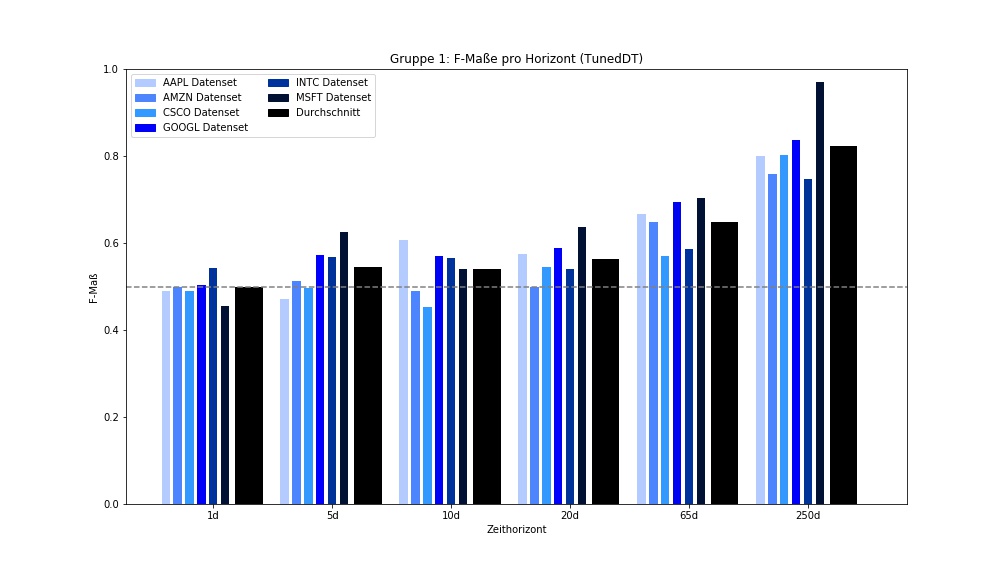 Gruppe 1: F-Maße pro Horizont (TunedDT)
1.0
0.8
0.6
0.4
0.2
0.0
F-Maß
AAPL Datenset
AMZN Datenset
CSCO Datenset
GOOGL Datenset
INTC Datenset
MSFT Datenset
Durchschnitt
1d
5d
10d
20d
65d
250d
Zeithorizont